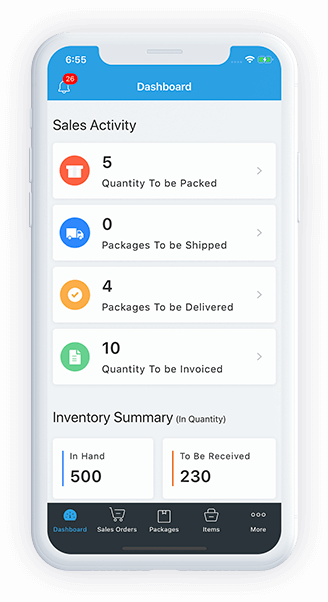 6:55
26
Dashboard
Sales Activity
5
Quantity To be Packed
0
Packages To be Shipped
4
Packages To be Delivered
10
Quantity To be Invoiced
Inventory Summary (In Quantity)
In Hand
500
To Be Received
230
Dashboard
Sales Orders
Packages
Items
More